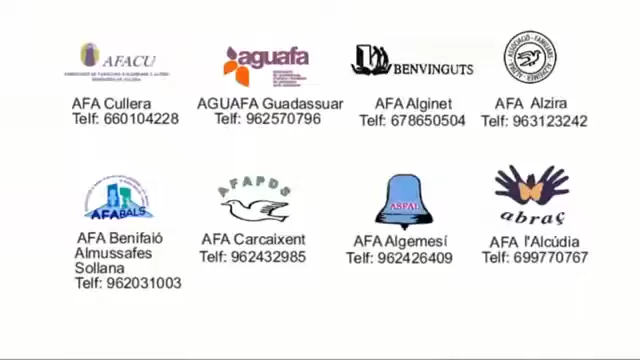 AFACU
AFA Cullera
Telf: 660104228
aguafa
AGUAFA Guadassuar
Telf: 962570796
BENVINGUTS
AFA Alginet
Telf: 678650504
AFA Alzira
Telf: 963123242
AFABALS
AFA Benifaió
Almussafes
Sollana
Telf: 962031003
AFAPDS
AFA Carcaixent
Telf: 962432985
ASFAL
AFA Algemesí
Telf: 962426409
abraç
AFA l'Alcúdia
Telf: 699770767